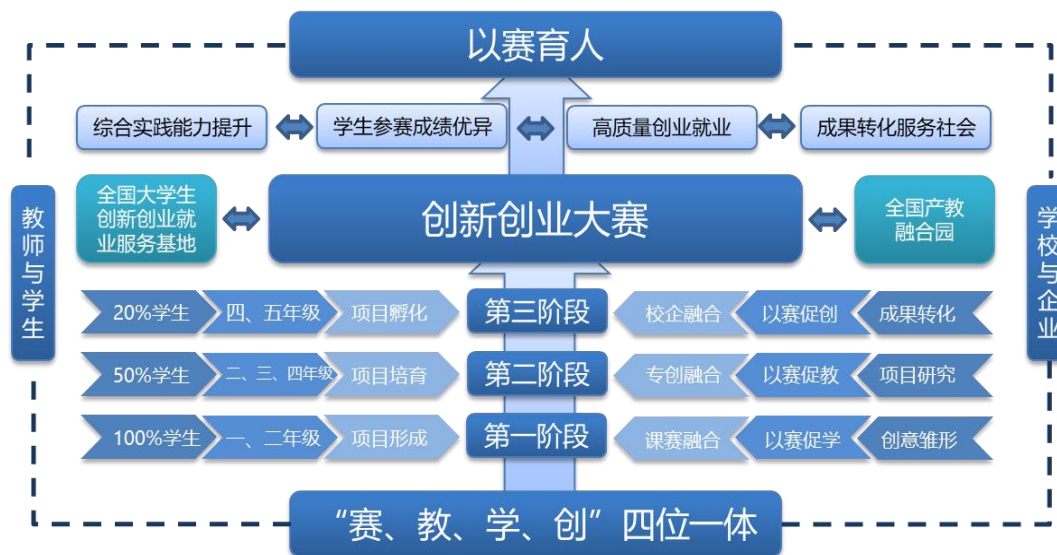 以赛育人
综合实践能力提升
学生参赛成绩优异
高质量创业就业
成果转化服务社会
教师与学生
全国大学生
创新创业就
业服务基地
创新创业大赛
全国产教
融合园
学校与企业
20%学生
四、五年级
项目孵化
第三阶段
校企融合
以赛促创
成果转化
50%学生
二、三、四年级
项目培育
第二阶段
专创融合
以赛促教
项目研究
100%学生
一、二年级
项目形成
第一阶段
课赛融合
以赛促学
创意雏形
“赛、教、学、创”四位一体